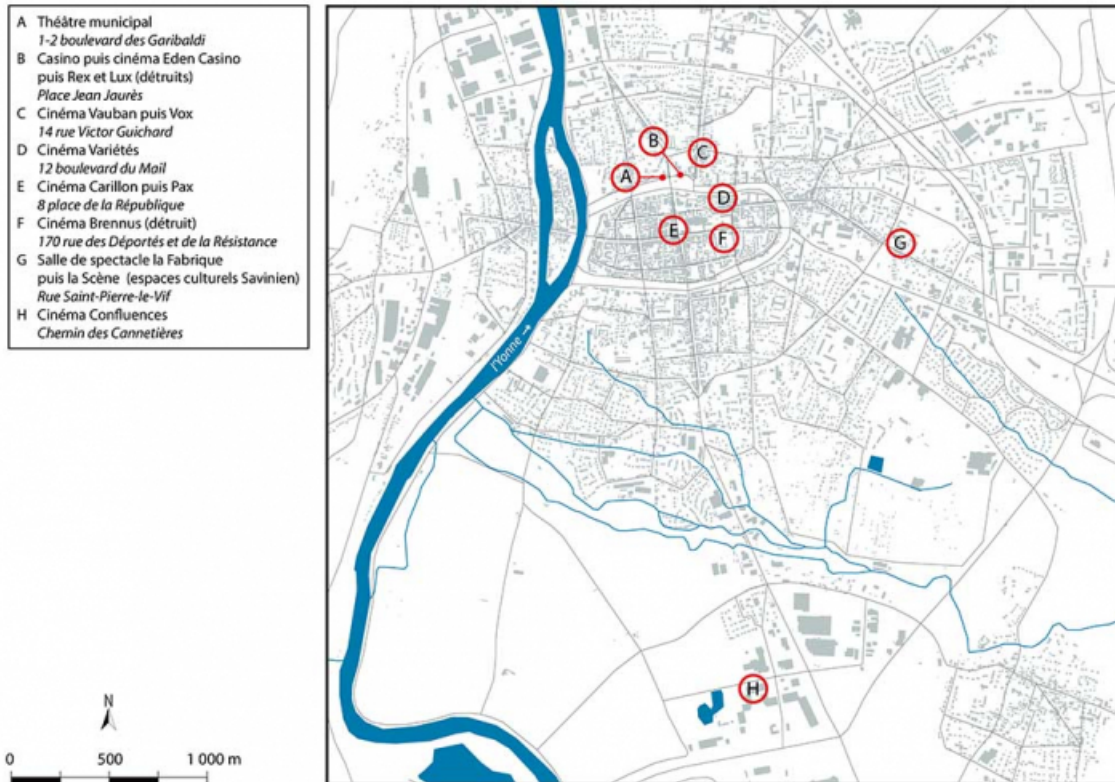 A Théâtre municipal
1-2 boulevard des Garibaldi
B Casino puis cinéma Eden Casino
puis Rex et Lux (détruits)
Place Jean Jaurès
C Cinéma Vauban puis Vox
14 rue Victor Guichard
D Cinéma Variétés
12 boulevard du Mail
E Cinéma Carillon puis Pax
8 place de la République
F Cinéma Brennus (détruit)
170 rue des Déportés et de la Résistance
G Salle de spectacle la Fabrique
puis la Scène (espaces culturels Savinien)
Rue Saint-Pierre-le-Vif
H Cinéma Confluences
Chemin des Cannetières
B
C
A
D
E
F
G
l'Yonne →
H
N
0 500 1 000 m